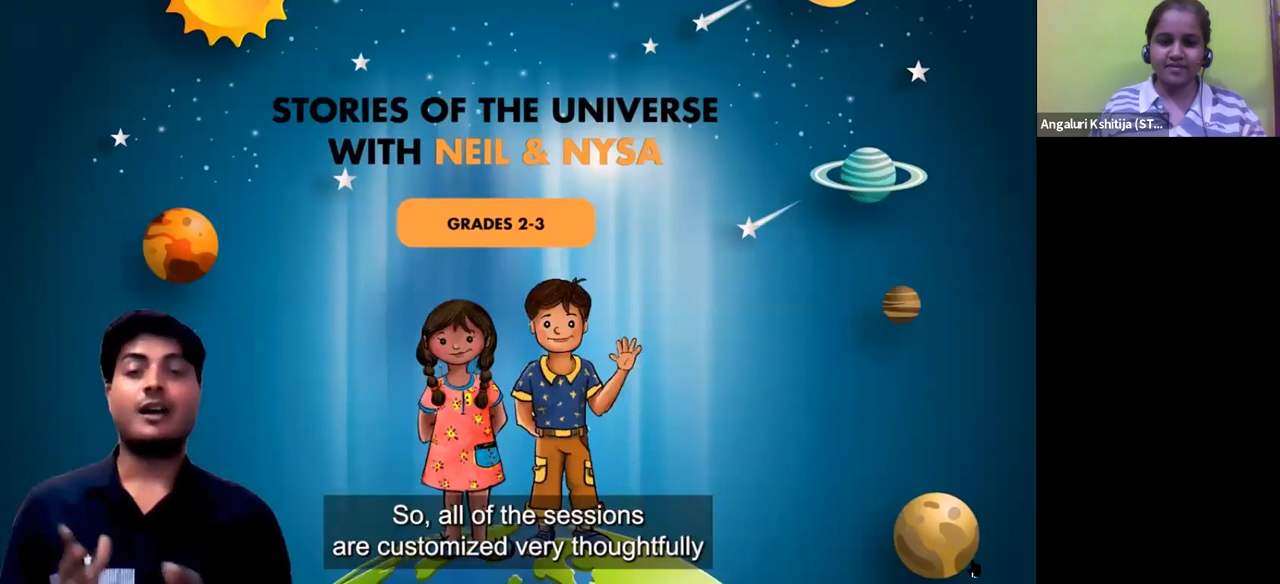 STORIES OF THE UNIVERSE
WITH NEIL & NYSA
GRADES 2-3
So, all of the sessions
are customized very thoughtfully
Angaluri Kshitija (ST...